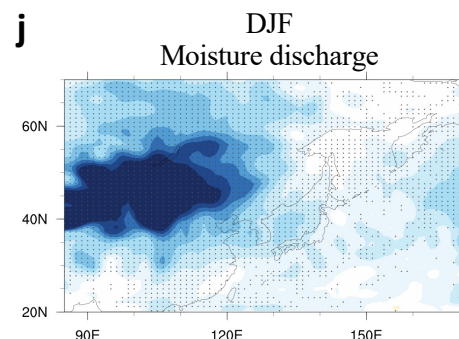 j
DJF
Moisture discharge
60N
40N
20N
90E 120E 150E